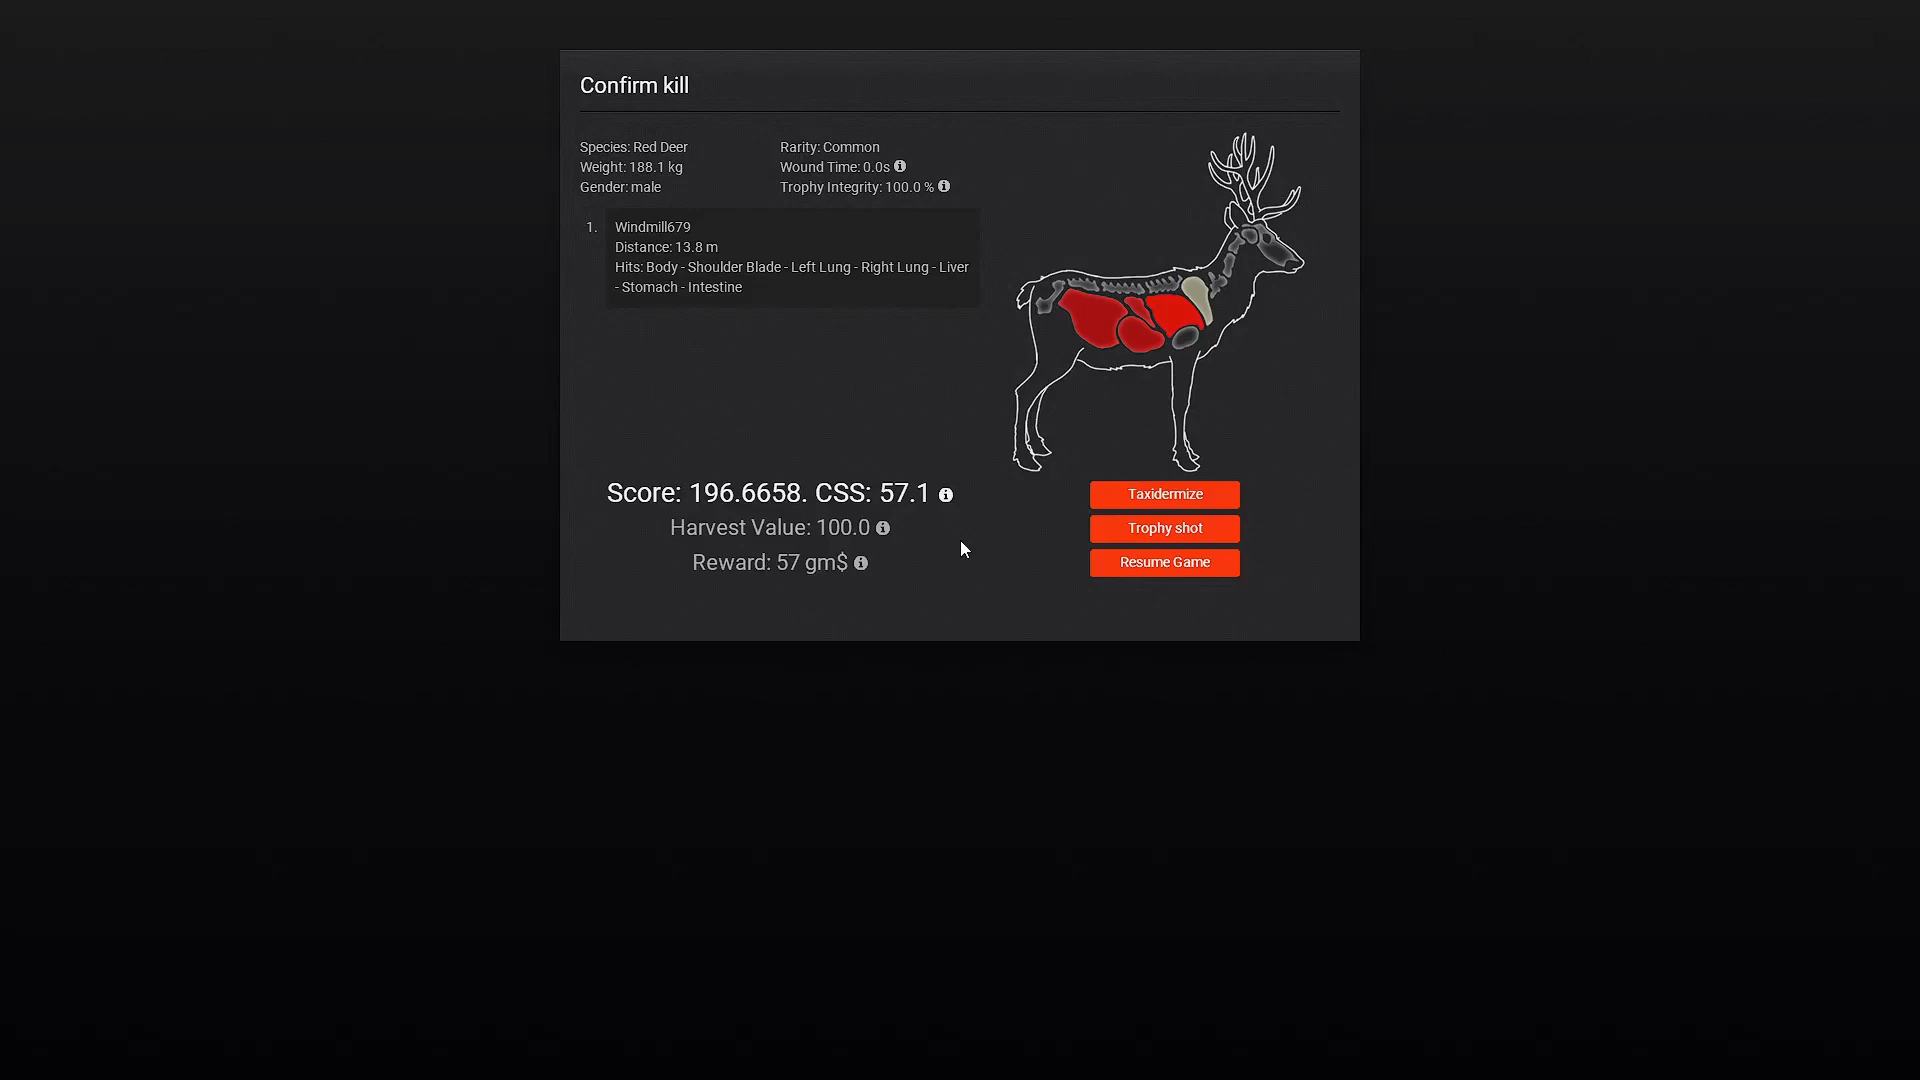 Confirm kill
Species: Red Deer
Weight: 188.1 kg
Gender: male
Rarity: Common
Wound Time: 0.0s
Trophy Integrity: 100.0 %
1.
Windmill679
Distance: 13.8 m
Hits: Body - Shoulder Blade - Left Lung - Right Lung - Liver
- Stomach - Intestine
Score: 196.6658. CSS: 57.1
Harvest Value: 100.0
Reward: 57 gm$
Taxidermize
Trophy shot
Resume Game